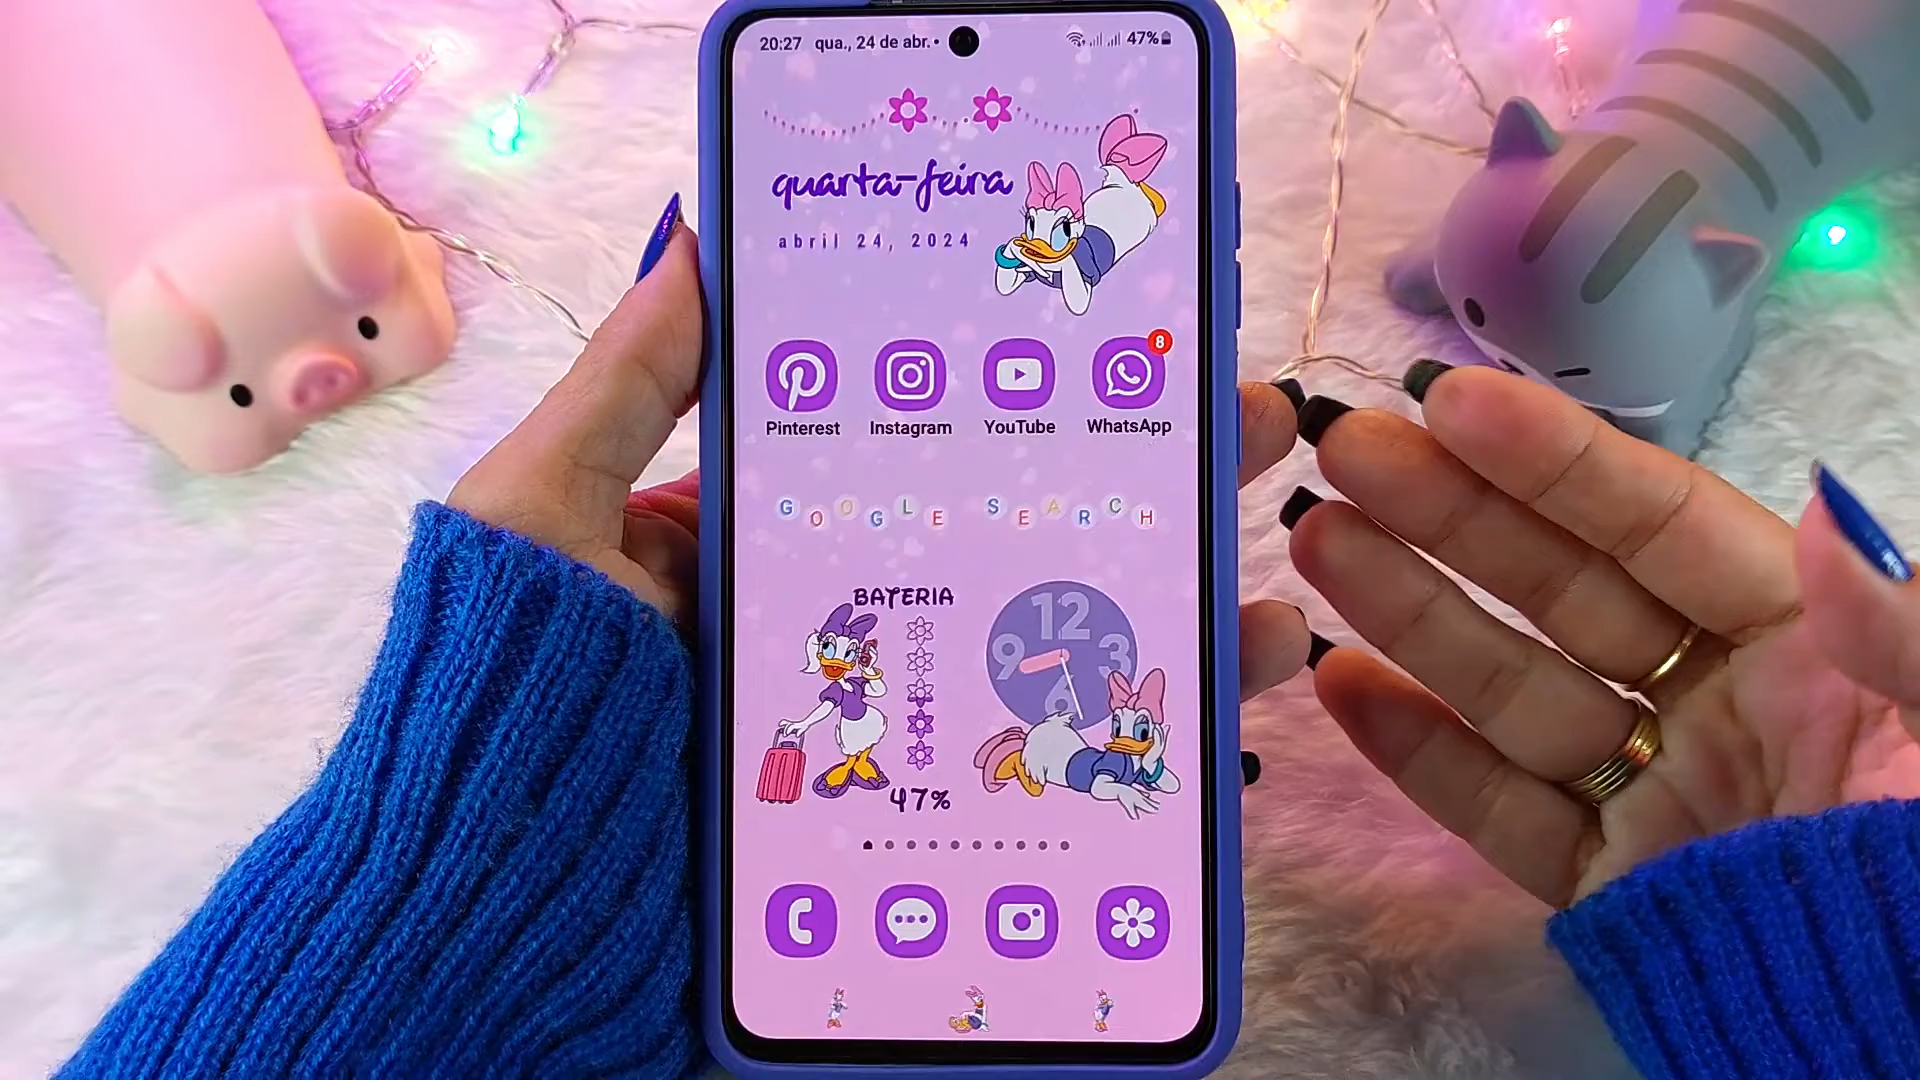 20:27 qua., 24 de abr. • 47%
quarta-feira
abril 24, 2024
8
Pinterest Instagram YouTube WhatsApp
GOOGLE SEARCH
BATERIA
12
9 3
6
47%